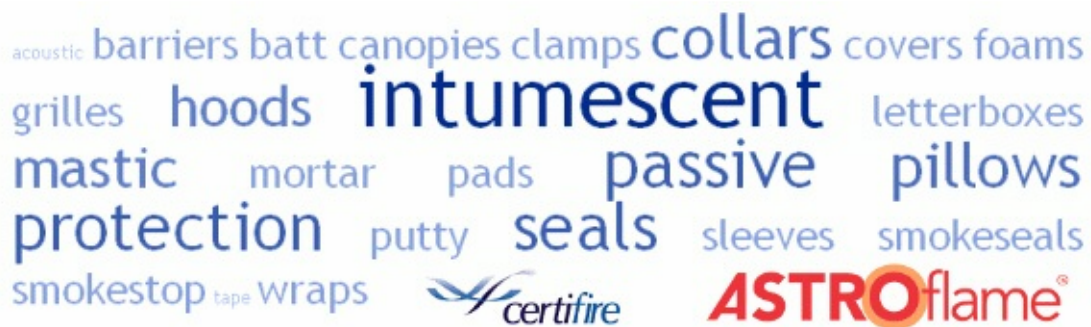 acoustic barriers batt canopies clamps collars covers foams
grilles hoods intumescent letterboxes
mastic mortar pads passive pillows
protection putty seals sleeves smokeseals
smokestop tape wraps certifire ASTROflame®